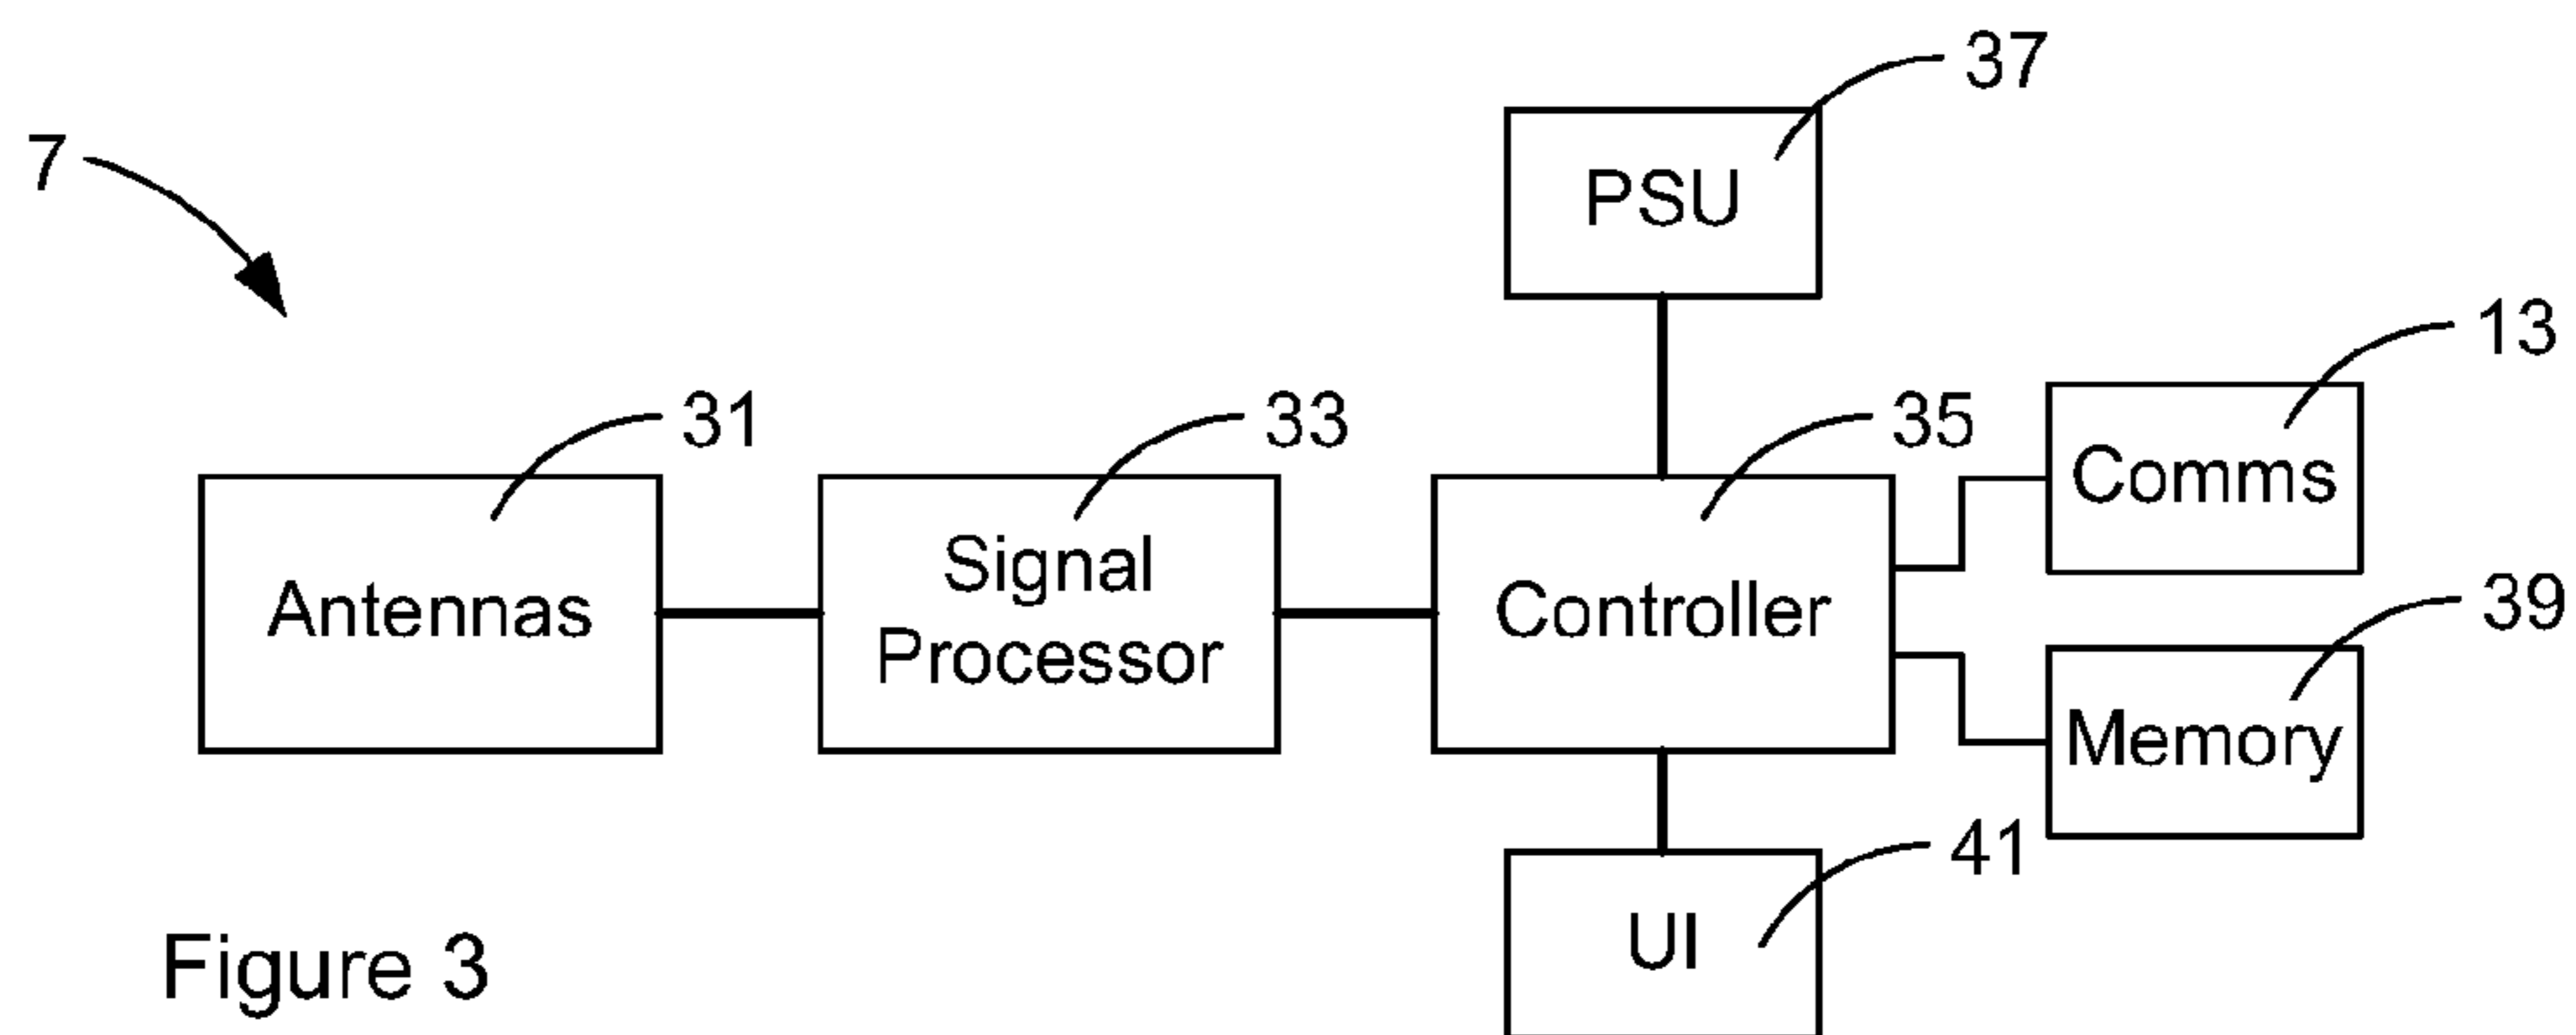 37
PSU
7
13
31
33
35
Comms
Antennas
Signal
Processor
Controller
39
Memory
41
UI
Figure 3